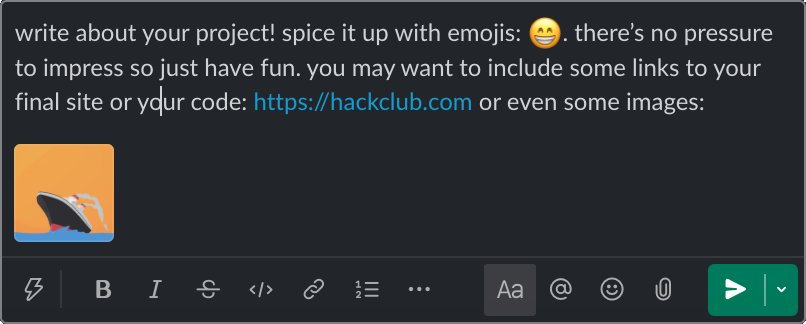 write about your project! spice it up with emojis: 😁. there’s no pressure
to impress so just have fun. you may want to include some links to your
final site or your code: https://hackclub.com or even some images:
B I S </> Aa @